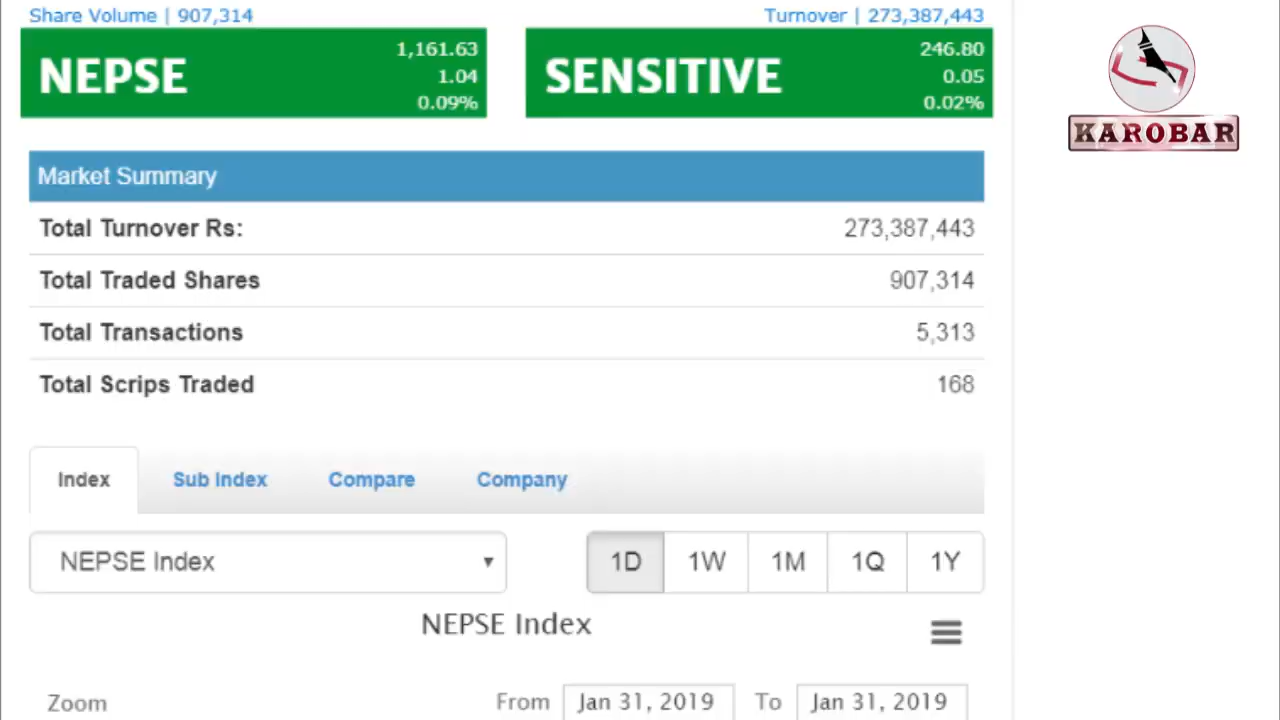 Share Volume | 907,314 Turnover | 273,387,443
NEPSE 1,161.63 1.04 0.09%
SENSITIVE 246.80 0.05 0.02%
KAROBAR
Market Summary
Total Turnover Rs: 273,387,443
Total Traded Shares 907,314
Total Transactions 5,313
Total Scrips Traded 168
Index Sub Index Compare Company
NEPSE Index 1D 1W 1M 1Q 1Y
NEPSE Index
Zoom From Jan 31, 2019 To Jan 31, 2019